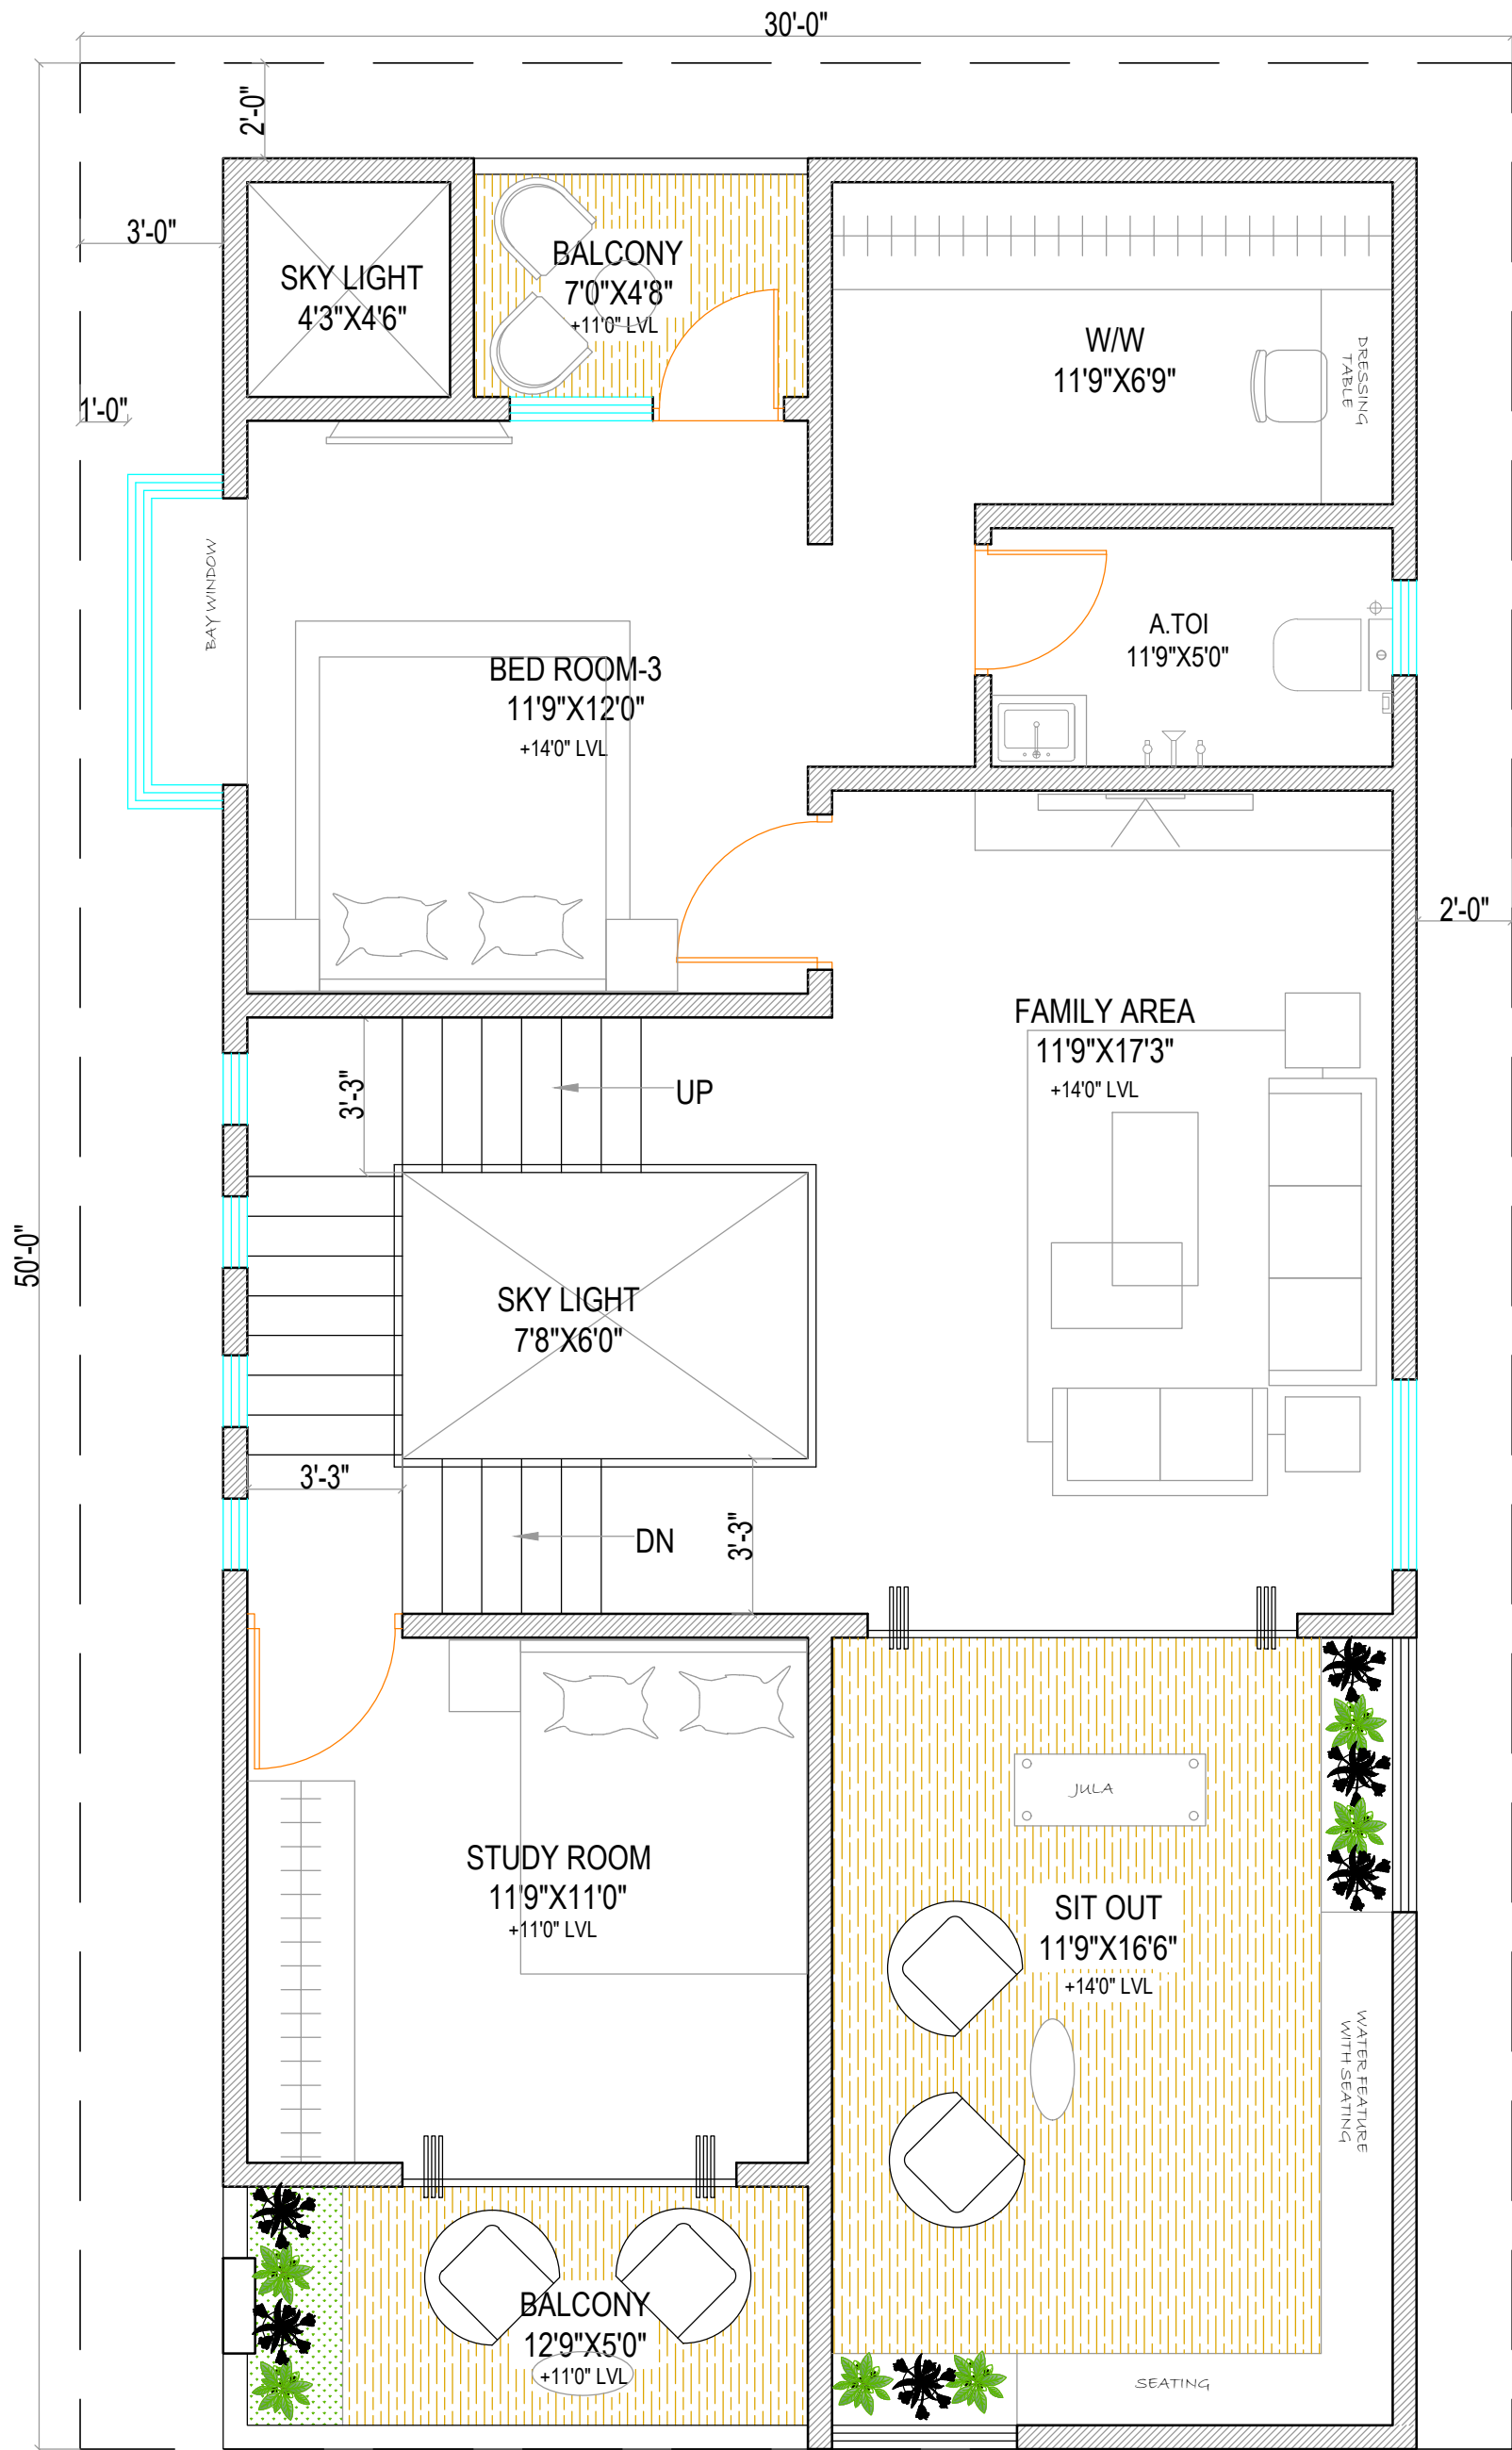 30'-0"
2'-0"
3'-0"
SKY LIGHT
4'3"X4'6"
BALCONY
7'0"X4'8"
+11'0" LVL
W/W
11'9"X6'9"
DRESSING
TABLE
1'-0"
BAY WINDOW
A.TOI
11'9"X5'0"
BED ROOM-3
11'9"X12'0"
+14'0" LVL
2'-0"
FAMILY AREA
11'9"X17'3"
+14'0" LVL
3'-3"
UP
50'-0"
SKY LIGHT
7'8"X6'0"
3'-3"
DN
3'-3"
JULA
STUDY ROOM
11'9"X11'0"
+11'0" LVL
SIT OUT
11'9"X16'6"
+14'0" LVL
WATER FEATURE
WITH SEATING
BALCONY
12'9"X5'0"
+11'0" LVL
SEATING